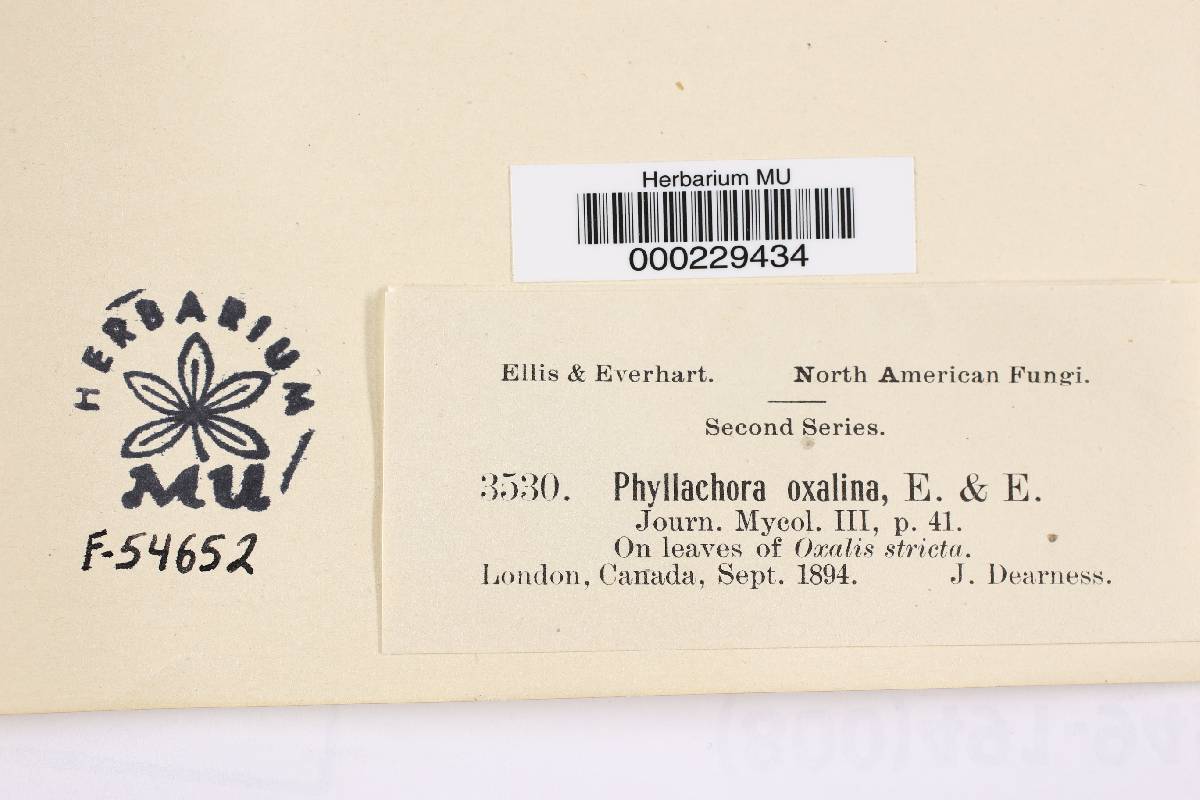 Herbarium MU
000229434
HERBARIUM
MU
F-54652
Ellis & Everhart. North American Fungi.
Second Series.
3530. Phyllachora oxalina, E. & E.
Journ. Mycol. III, p. 41.
On leaves of Oxalis stricta.
London, Canada, Sept. 1894. J. Dearness.